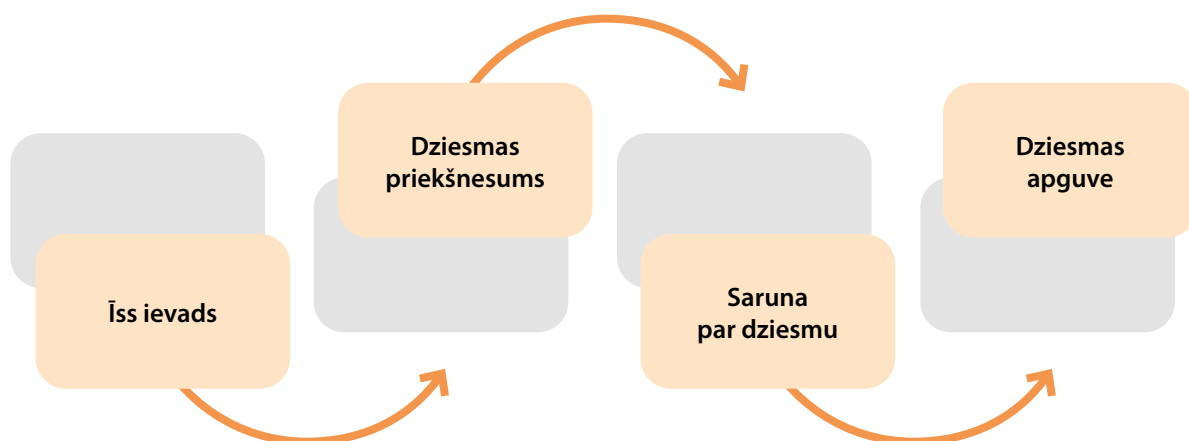 Īss ievads
Dziesmas
priekšnesums
Saruna
par dziesmu
Dziesmas
apguve